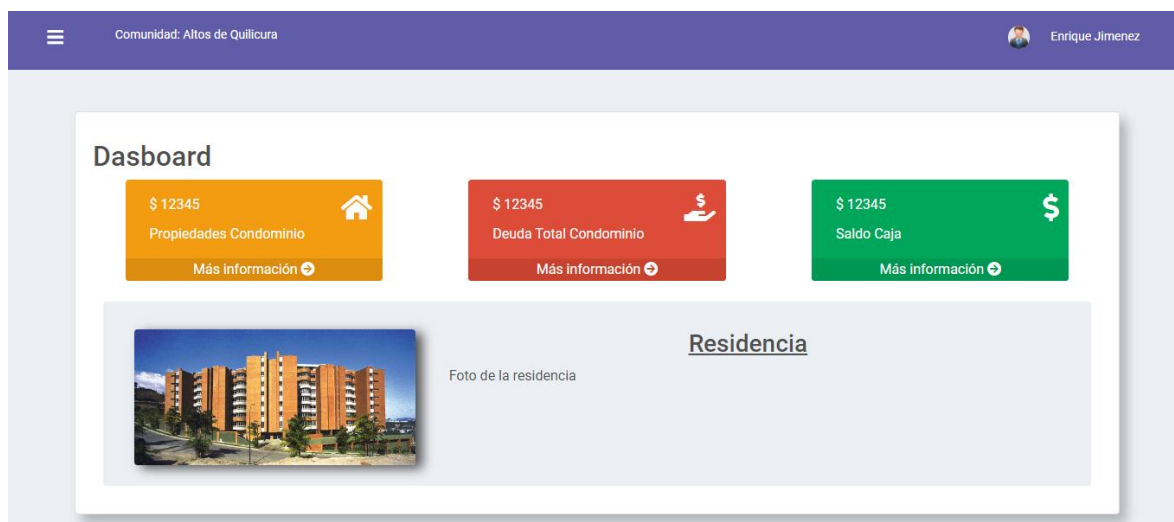 Comunidad: Altos de Quilicura
Enrique Jimenez
Dasboard
$ 12345
Propiedades Condominio
Más información
$ 12345
Deuda Total Condominio
Más información
$ 12345
Saldo Caja
Más información
Residencia
Foto de la residencia